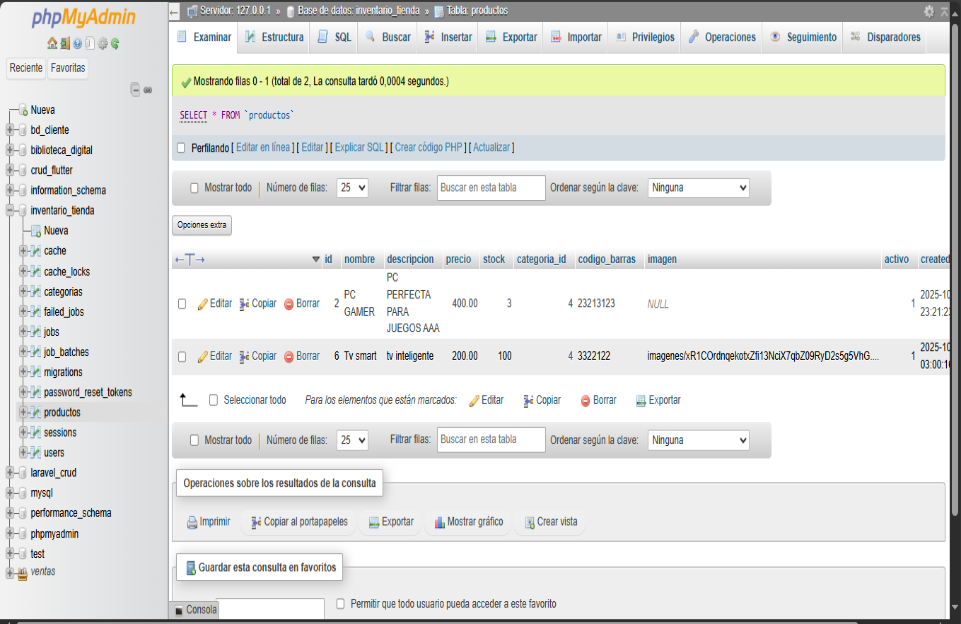 phpMyAdmin
Reciente Favoritas
Nueva
bd_cliente
biblioteca_digital
crud_flutter
information_schema
inventario_tienda
Nueva
cache
cache_locks
categorias
failed_jobs
jobs
job_batches
migrations
password_reset_tokens
productos
sessions
users
laravel_crud
mysql
performance_schema
phpmyadmin
test
ventas
Servidor: 127.0.0.1 » Base de datos: inventario_tienda » Tabla: productos
Examinar Estructura SQL Buscar Insertar Exportar Importar Privilegios Operaciones Seguimiento Disparadores
Mostrando filas 0 - 1 (total de 2, La consulta tardó 0,0004 segundos.)
SELECT * FROM `productos`
Perfilando [ Editar en línea ] [ Editar ] [ Explicar SQL ] [ Crear código PHP ] [ Actualizar ]
Mostrar todo Número de filas: 25 Filtrar filas: Buscar en esta tabla Ordenar según la clave: Ninguna
Opciones extra
←T→ id nombre descripcion precio stock categoria_id codigo_barras imagen activo created
Editar Copiar Borrar 2 PC GAMER PC PERFECTA PARA JUEGOS AAA 400.00 3 4 23213123 NULL 1 2025-10 23:21:23
Editar Copiar Borrar 6 Tv smart tv inteligente 200.00 100 4 3322122 imagenes/xR1COrdnqekotxZfi13NciX7qbZ09RyD2s5g5VhG.... 1 2025-10 03:00:16
Seleccionar todo Para los elementos que están marcados: Editar Copiar Borrar Exportar
Mostrar todo Número de filas: 25 Filtrar filas: Buscar en esta tabla Ordenar según la clave: Ninguna
Operaciones sobre los resultados de la consulta
Imprimir Copiar al portapapeles Exportar Mostrar gráfico Crear vista
Guardar esta consulta en favoritos
Consola Permitir que todo usuario pueda acceder a este favorito